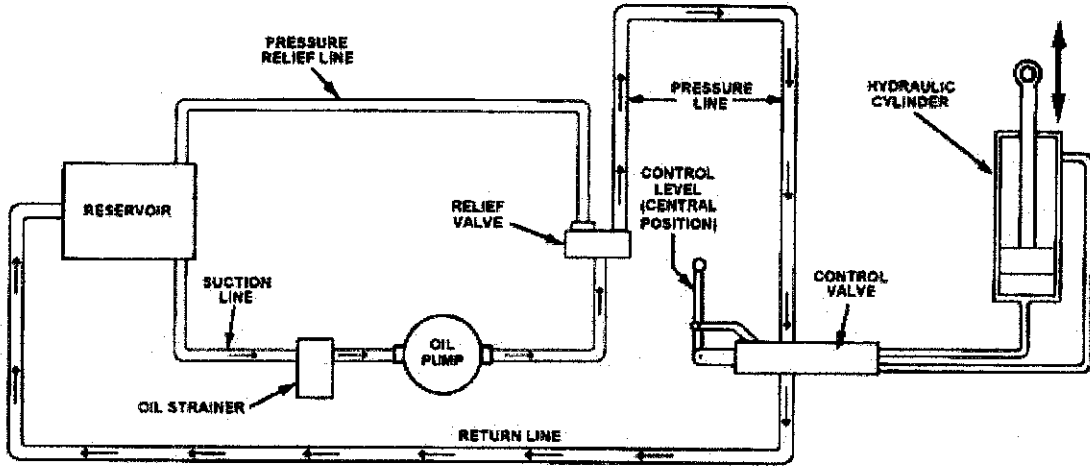 PRESSURE
RELIEF LINE
PRESSURE
LINE
HYDRAULIC
CYLINDER
RESERVOIR
RELIEF
VALVE
CONTROL
LEVEL
(CENTRAL
POSITION)
SUCTION
LINE
CONTROL
VALVE
OIL
PUMP
OIL STRAINER
RETURN LINE